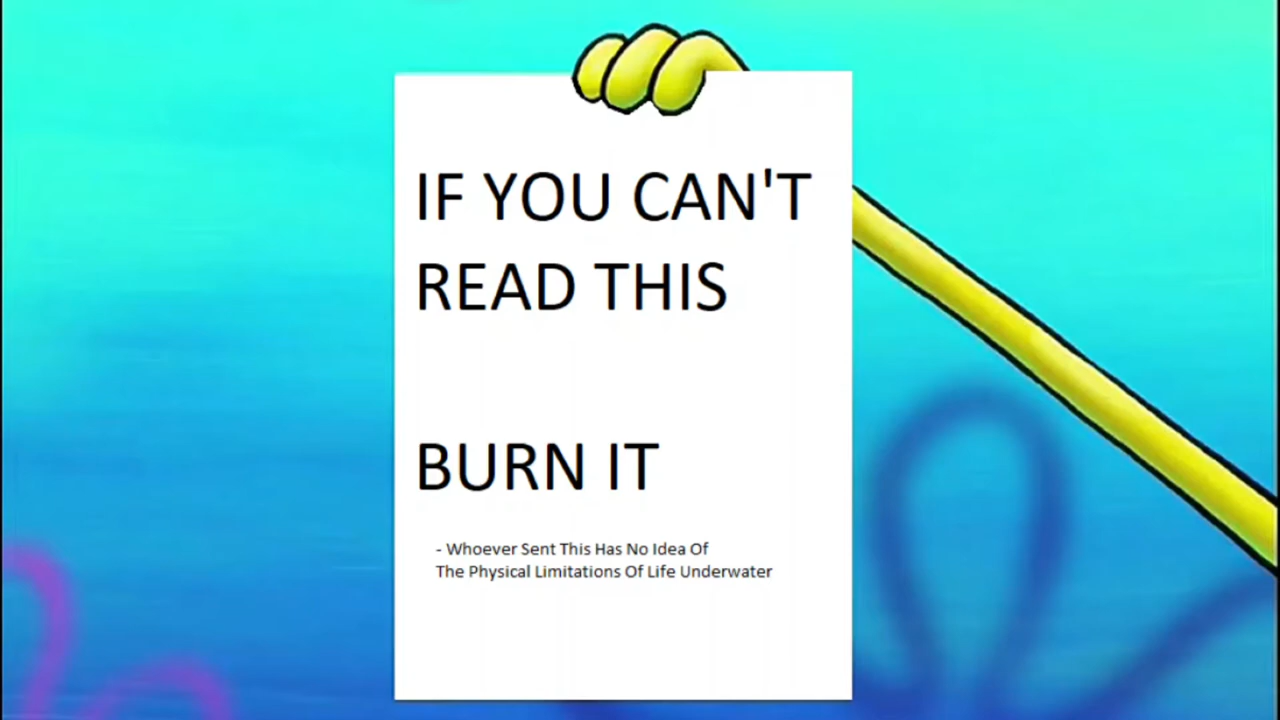 IF YOU CAN'T
READ THIS
BURN IT
- Whoever Sent This Has No Idea Of
The Physical Limitations Of Life Underwater